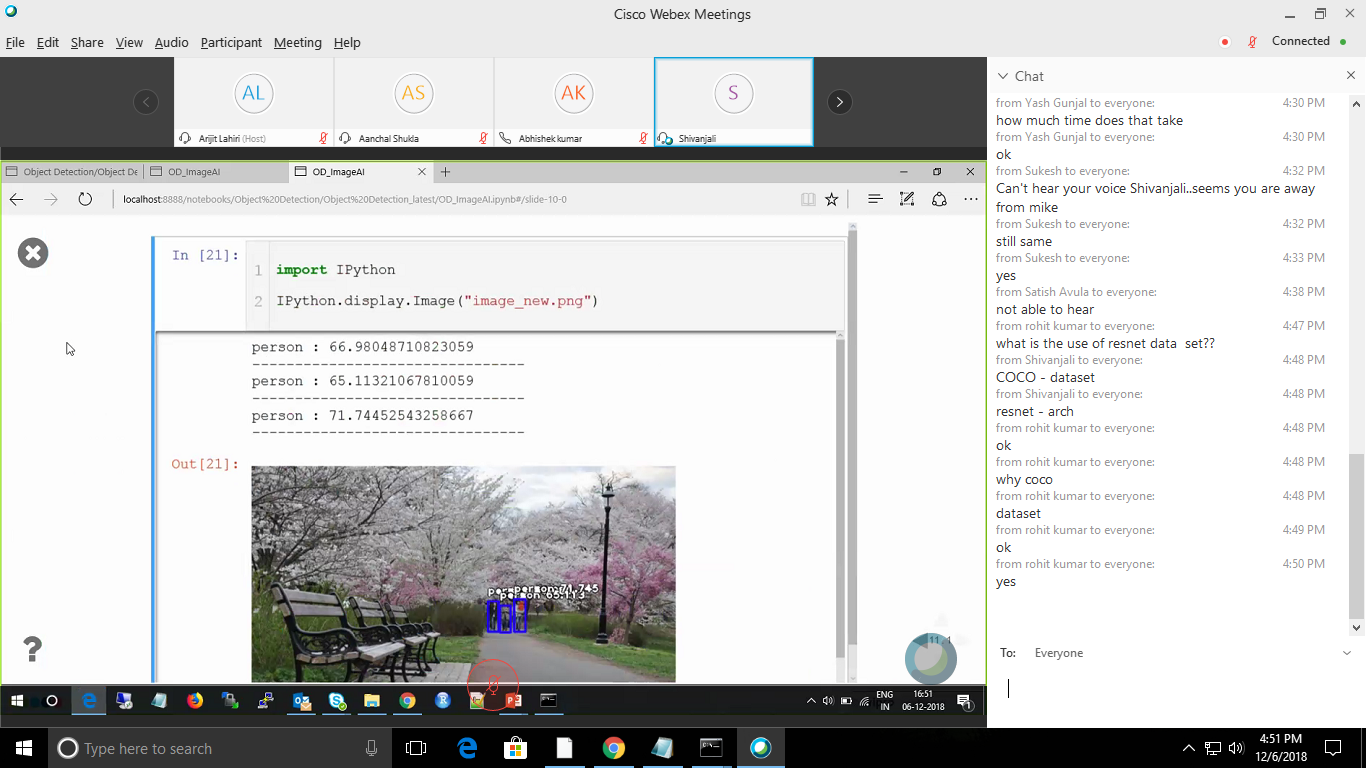 Cisco Webex Meetings
File Edit Share View Audio Participant Meeting Help
Connected
AL
Arijit Lahiri (Host)
AS
Aanchal Shukla
AK
Abhishek kumar
S
Shivanjali
Object Detection/Object De
OD_ImageAI
OD_ImageAI
localhost:8888/notebooks/Object%20Detection/Object%20Detection_latest/OD_ImageAI.ipynb#/slide-10-0
In [21]:
1 import IPython
2 IPython.display.Image("image_new.png")
person : 66.98048710823059
--------------------------------
person : 65.11321067810059
--------------------------------
person : 71.74452543258667
--------------------------------
Out[21]:
?
ENG
IN
16:51
06-12-2018
1
Chat
from Yash Gunjal to everyone: 4:30 PM
how much time does that take
from Yash Gunjal to everyone: 4:30 PM
ok
from Sukesh to everyone: 4:32 PM
Can't hear your voice Shivanjali..seems you are away
from mike
from Sukesh to everyone: 4:32 PM
still same
from Sukesh to everyone: 4:33 PM
yes
from Satish Avula to everyone: 4:38 PM
not able to hear
from rohit kumar to everyone: 4:47 PM
what is the use of resnet data set??
from Shivanjali to everyone: 4:48 PM
COCO - dataset
from Shivanjali to everyone: 4:48 PM
resnet - arch
from rohit kumar to everyone: 4:48 PM
ok
from rohit kumar to everyone: 4:48 PM
why coco
from rohit kumar to everyone: 4:48 PM
dataset
from rohit kumar to everyone: 4:49 PM
ok
from rohit kumar to everyone: 4:50 PM
yes
To: Everyone
Type here to search
4:51 PM
12/6/2018